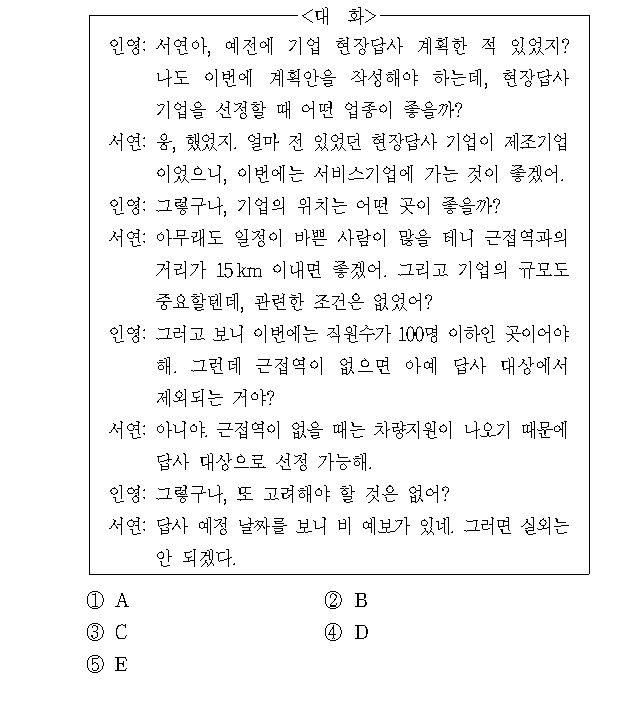 <대 화>
인영: 서연아, 예전에 기업 현장답사 계획한 적 있었지?
나도 이번에 계획안을 작성해야 하는데, 현장답사
기업을 선정할 때 어떤 업종이 좋을까?
서연: 응, 했었지. 얼마 전 있었던 현장답사 기업이 제조기업
이었으니, 이번에는 서비스기업에 가는 것이 좋겠어.
인영: 그렇구나, 기업의 위치는 어떤 곳이 좋을까?
서연: 아무래도 일정이 바쁜 사람이 많을 테니 근접역과의
거리가 15 km 이내면 좋겠어. 그리고 기업의 규모도
중요할텐데, 관련한 조건은 없었어?
인영: 그러고 보니 이번에는 직원수가 100명 이하인 곳이어야
해. 그런데 근접역이 없으면 아예 답사 대상에서
제외되는 거야?
서연: 아니야. 근접역이 없을 때는 차량지원이 나오기 때문에
답사 대상으로 선정 가능해.
인영: 그렇구나, 또 고려해야 할 것은 없어?
서연: 답사 예정 날짜를 보니 비 예보가 있네. 그러면 실외는
안 되겠다.
① A ② B
③ C ④ D
⑤ E